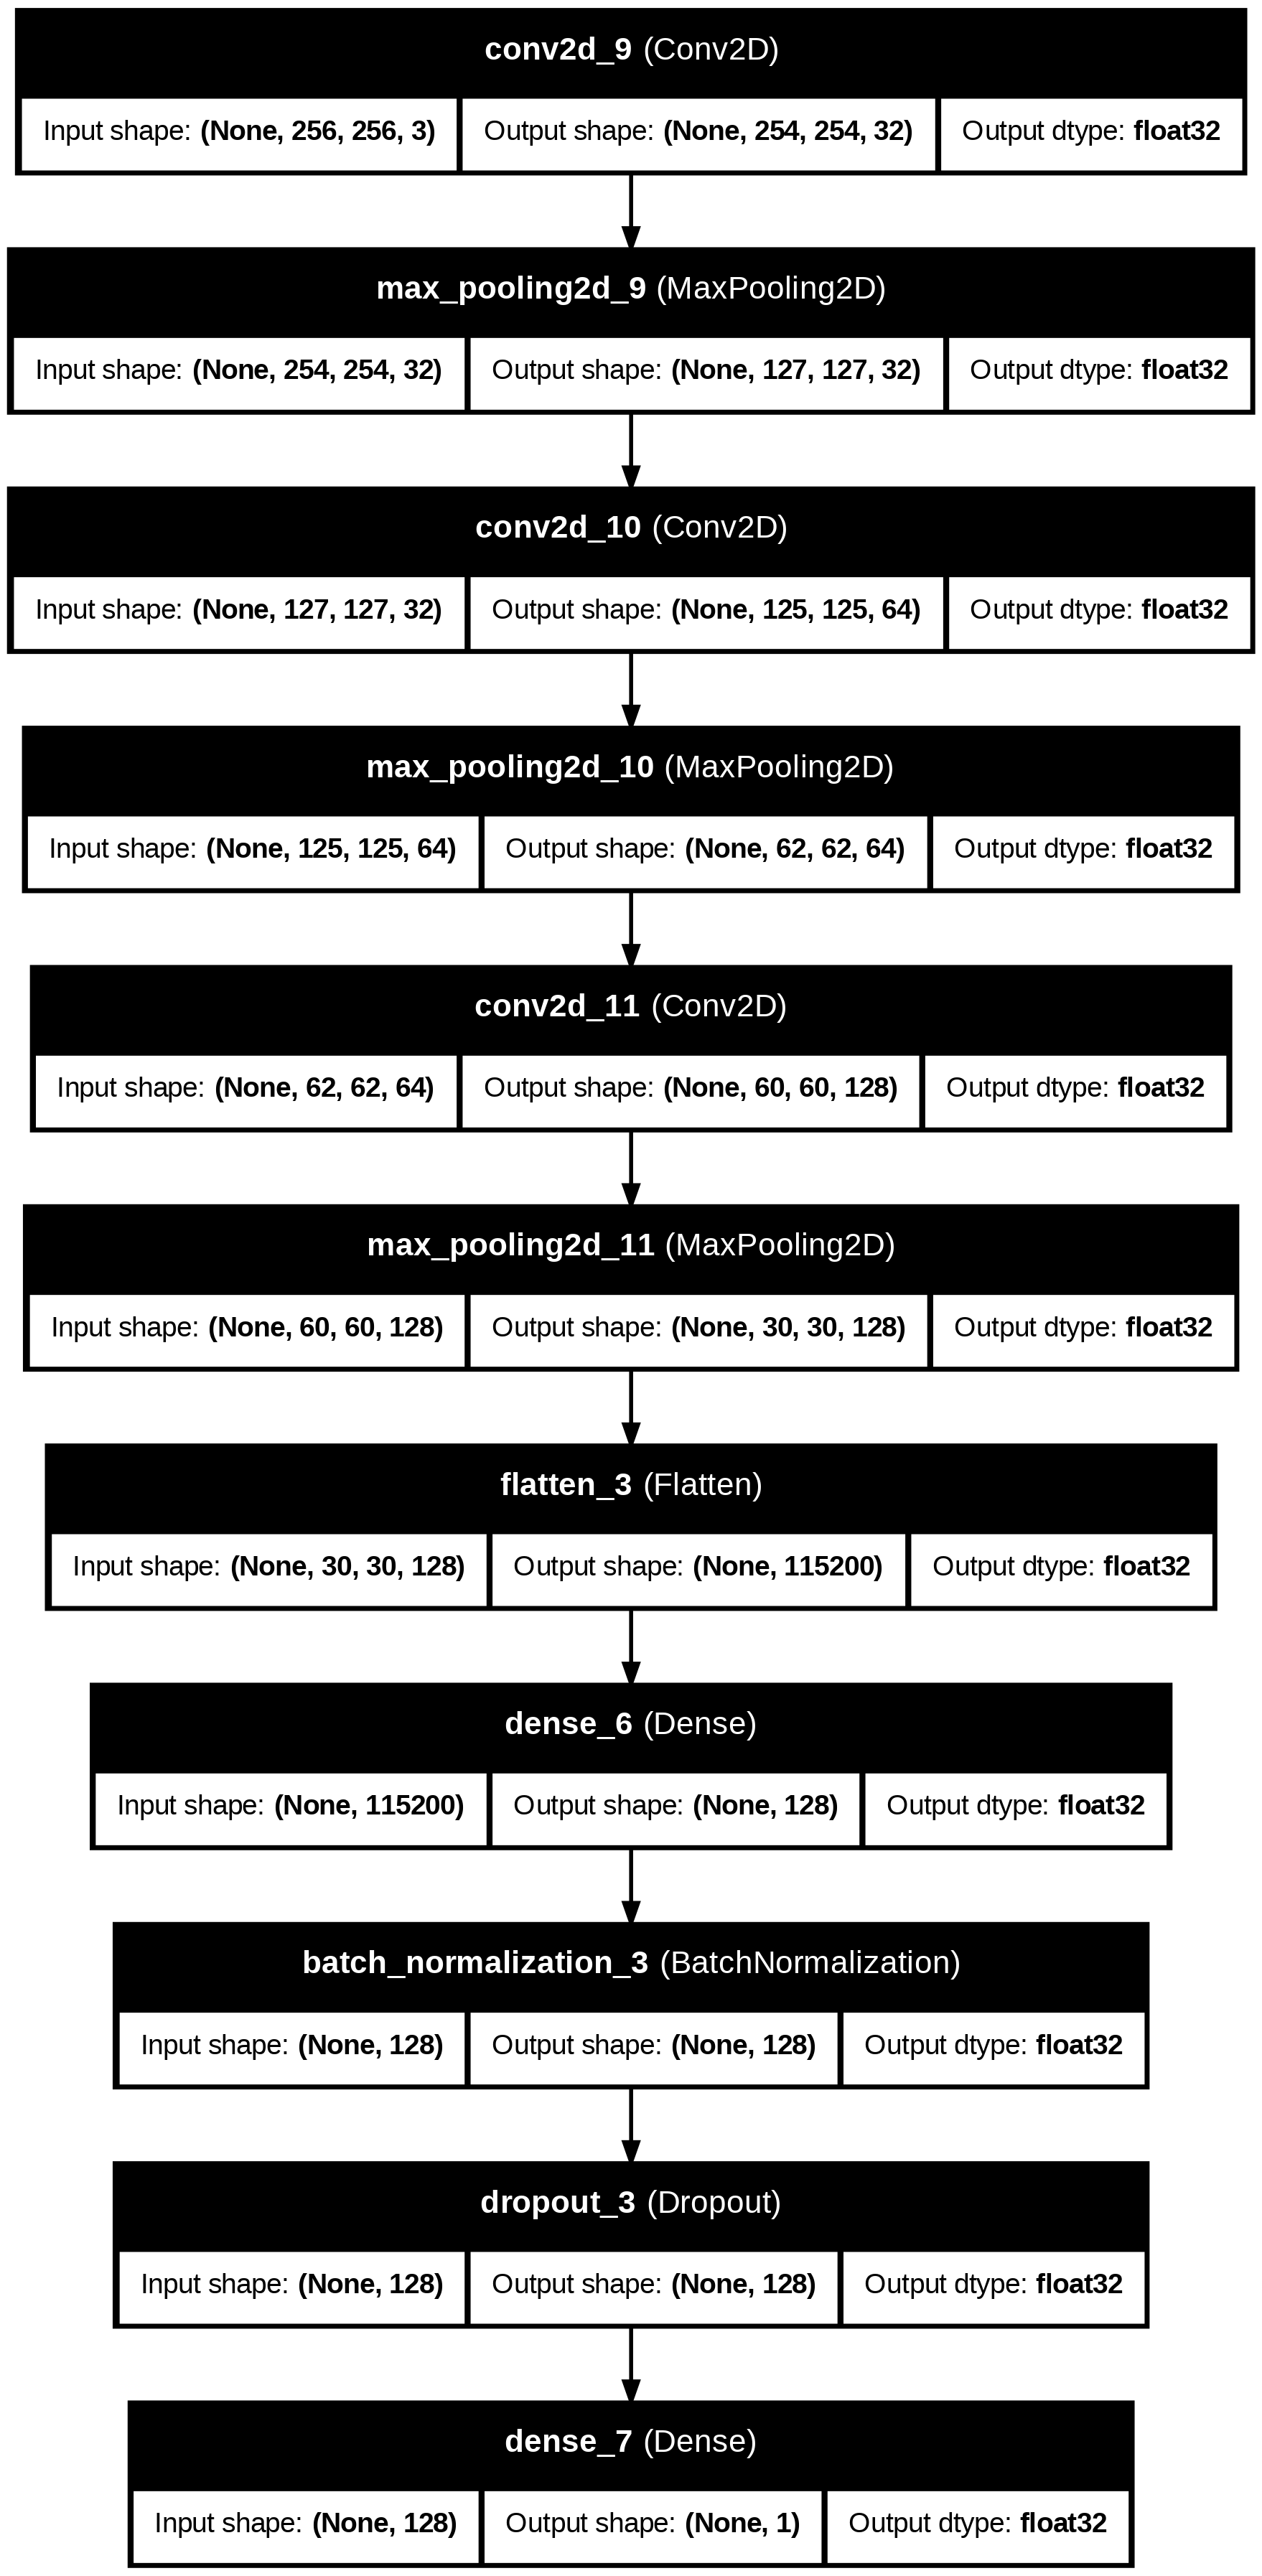 conv2d_9 (Conv2D)
Input shape: (None, 256, 256, 3) Output shape: (None, 254, 254, 32) Output dtype: float32
max_pooling2d_9 (MaxPooling2D)
Input shape: (None, 254, 254, 32) Output shape: (None, 127, 127, 32) Output dtype: float32
conv2d_10 (Conv2D)
Input shape: (None, 127, 127, 32) Output shape: (None, 125, 125, 64) Output dtype: float32
max_pooling2d_10 (MaxPooling2D)
Input shape: (None, 125, 125, 64) Output shape: (None, 62, 62, 64) Output dtype: float32
conv2d_11 (Conv2D)
Input shape: (None, 62, 62, 64) Output shape: (None, 60, 60, 128) Output dtype: float32
max_pooling2d_11 (MaxPooling2D)
Input shape: (None, 60, 60, 128) Output shape: (None, 30, 30, 128) Output dtype: float32
flatten_3 (Flatten)
Input shape: (None, 30, 30, 128) Output shape: (None, 115200) Output dtype: float32
dense_6 (Dense)
Input shape: (None, 115200) Output shape: (None, 128) Output dtype: float32
batch_normalization_3 (BatchNormalization)
Input shape: (None, 128) Output shape: (None, 128) Output dtype: float32
dropout_3 (Dropout)
Input shape: (None, 128) Output shape: (None, 128) Output dtype: float32
dense_7 (Dense)
Input shape: (None, 128) Output shape: (None, 1) Output dtype: float32